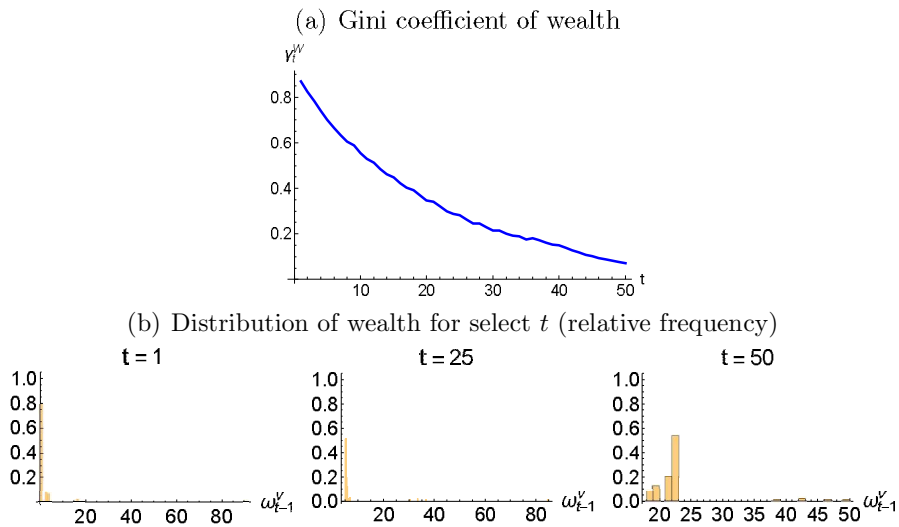 (a) Gini coefficient of wealth
γ_t^W
0.8
0.6
0.4
0.2
10 20 30 40 50 t
(b) Distribution of wealth for select t (relative frequency)
t = 1 t = 25 t = 50
1.0 1.0 1.0
0.8 0.8 0.8
0.6 0.6 0.6
0.4 0.4 0.4
0.2 0.2 0.2
0.0 0.0
20 40 60 80 ω_{t-1}^v 20 40 60 80 ω_{t-1}^v 20 25 30 35 40 45 50 ω_{t-1}^v